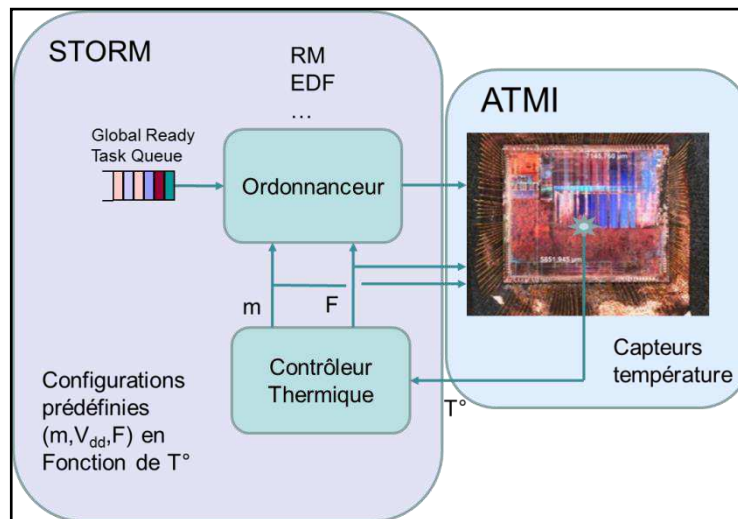 STORM
RM
EDF
...
Global Ready
Task Queue
Ordonnanceur
m
F
Contrôleur
Thermique
Configurations
prédéfinies
(m,Vdd,F) en
Fonction de T°
ATMI
Capteurs
température
T°